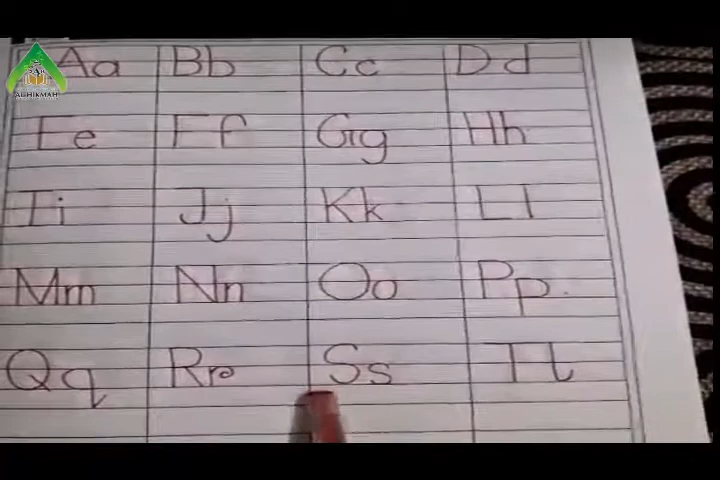 ALHIKMAH
Aa Bb Cc Dd
Ee Ff Gg Hh
Ii Jj Kk Ll
Mm Nn Oo Pp
Qq Rr Ss Tt